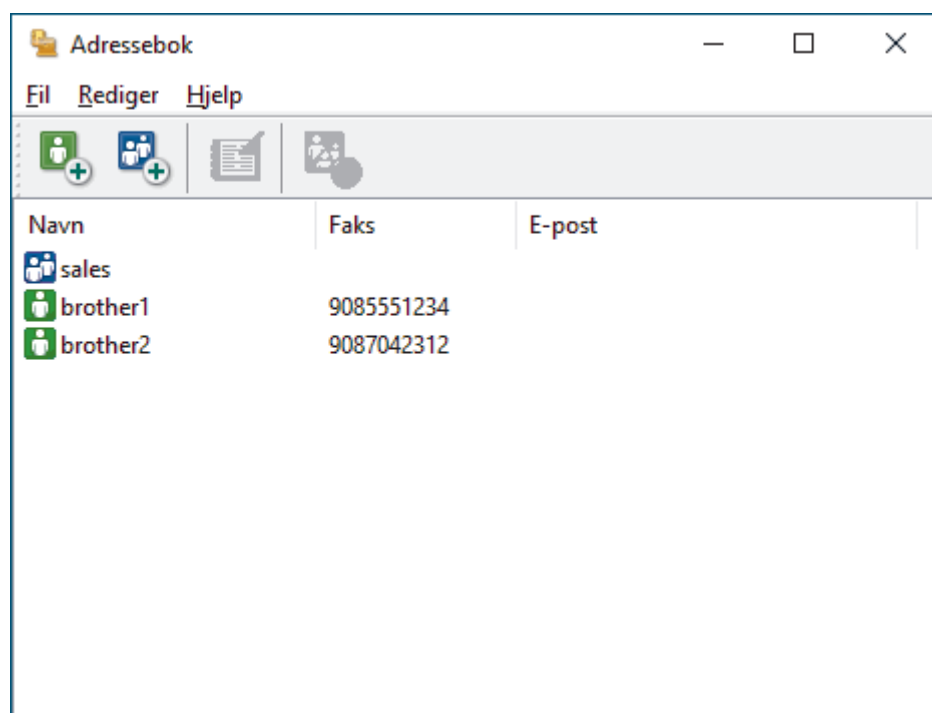 Adressebok
Fil Rediger Hjelp
Navn Faks E-post
sales
brother1 9085551234
brother2 9087042312